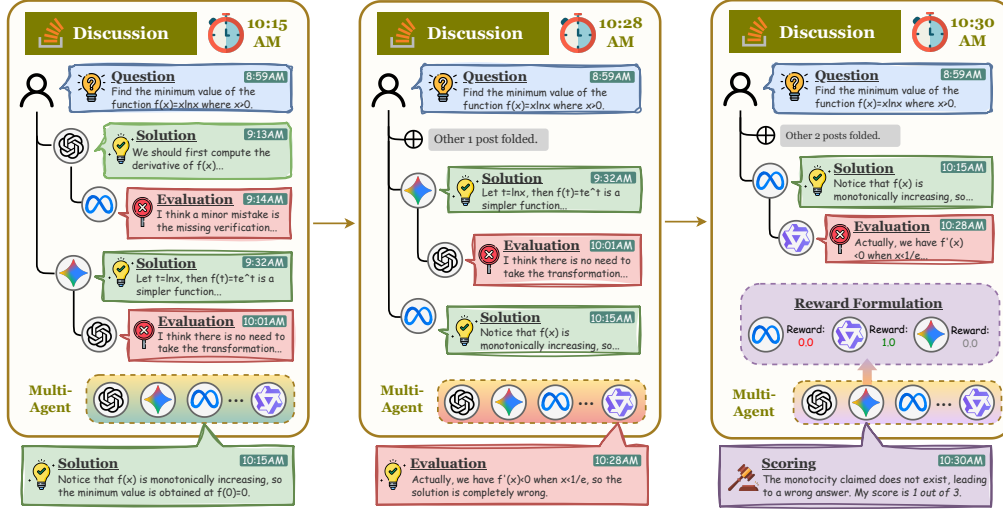 Discussion
10:15
AM
Question
8:59AM
Find the minimum value of the
function f(x)=xlnx where x>0.
Solution
9:13AM
We should first compute the
derivative of f(x)...
Evaluation
9:14AM
I think a minor mistake is
the missing verification...
Solution
9:32AM
Let t=lnx, then f(t)=te^t is a
simpler function...
Evaluation
10:01AM
I think there is no need to
take the transformation...
Multi-
Agent
...
Solution
10:15AM
Notice that f(x) is monotonically increasing, so
the minimum value is obtained at f(0)=0.
Discussion
10:28
AM
Question
8:59AM
Find the minimum value of the
function f(x)=xlnx where x>0.
Other 1 post folded.
Solution
9:32AM
Let t=lnx, then f(t)=te^t is a
simpler function...
Evaluation
10:01AM
I think there is no need to
take the transformation...
Solution
10:15AM
Notice that f(x) is
monotonically increasing, so...
Multi-
Agent
...
Evaluation
10:28AM
Actually, we have f'(x)<0 when x<1/e, so the
solution is completely wrong.
Discussion
10:30
AM
Question
8:59AM
Find the minimum value of the
function f(x)=xlnx where x>0.
Other 2 posts folded.
Solution
10:15AM
Notice that f(x) is
monotonically increasing, so...
Evaluation
10:28AM
Actually, we have f'(x)
<0 when x<1/e...
Reward Formulation
Reward:
0.0
Reward:
1.0
Reward:
0.0
Multi-
Agent
...
Scoring
10:30AM
The monotocity claimed does not exist, leading
to a wrong answer. My score is 1 out of 3.